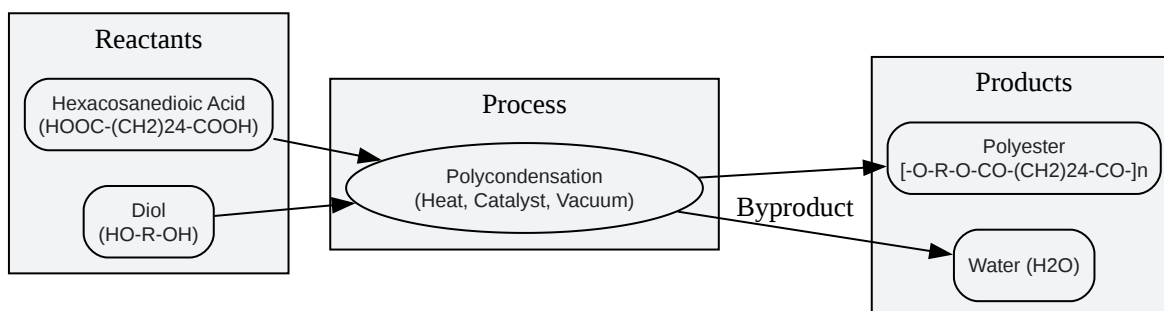 Reactants
Hexacosanedioic Acid
(HOOC-(CH2)24-COOH)
Diol
(HO-R-OH)
Process
Polycondensation
(Heat, Catalyst, Vacuum)
Byproduct
Products
Polyester
[-O-R-O-CO-(CH2)24-CO-]n
Water (H2O)